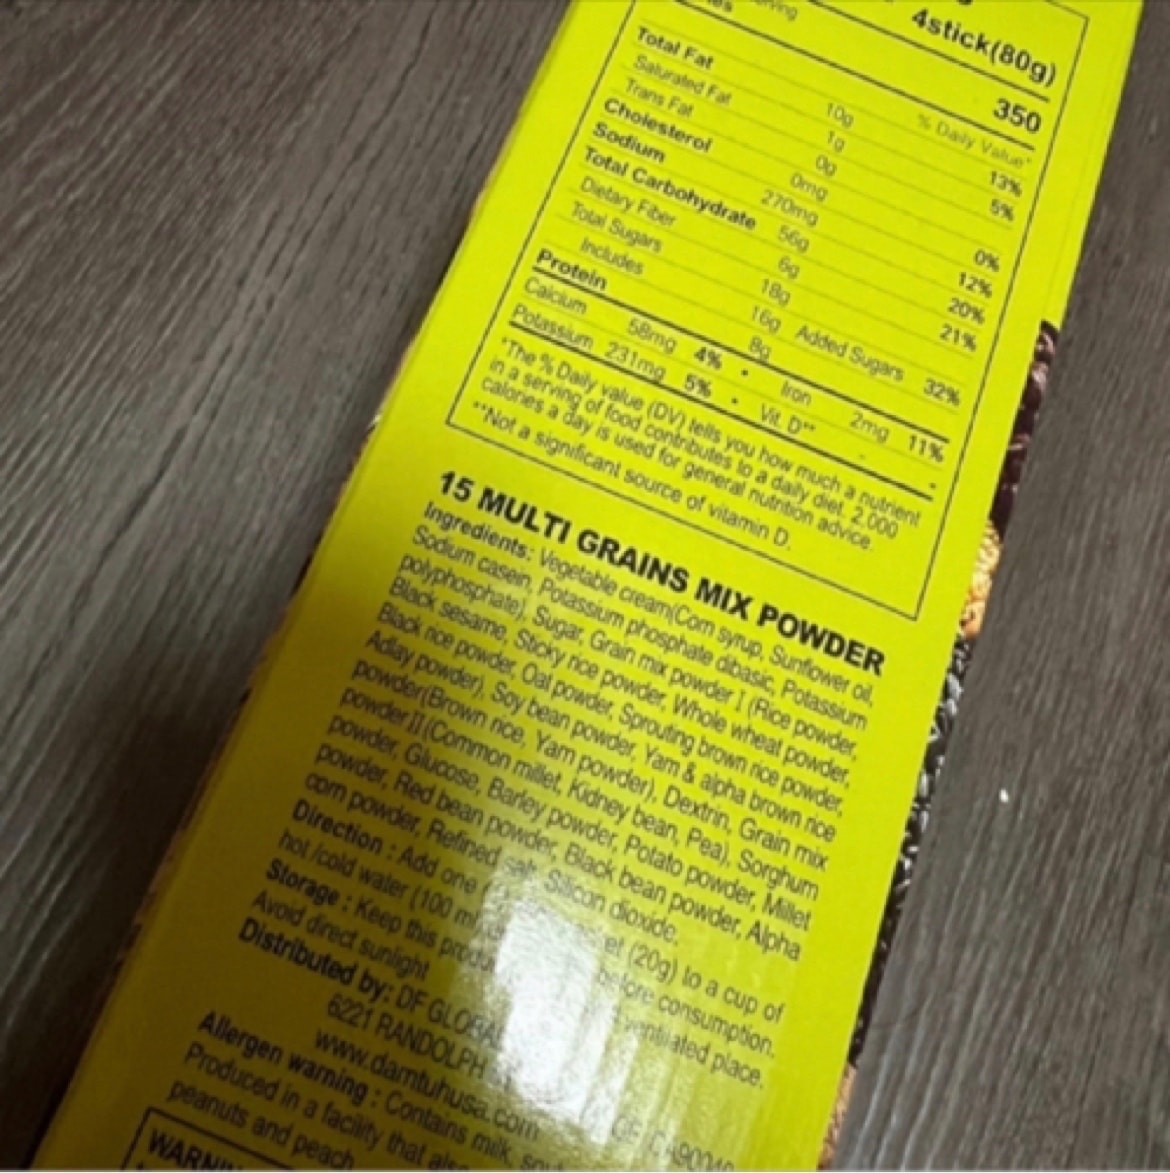 4stick(80g)
350
% Daily Value*
Total Fat 10g 13%
Saturated Fat 1g 5%
Trans Fat 0g
Cholesterol 0mg 0%
Sodium 270mg 12%
Total Carbohydrate 56g 20%
Dietary Fiber 6g 21%
Total Sugars 18g
Includes 16g Added Sugars 32%
Protein 8g
Calcium 58mg 4% • Iron 2mg 11%
Potassium 231mg 5% • Vit. D** - -
*The % Daily value (DV) tells you how much a nutrient
in a serving of food contributes to a daily diet. 2,000
calories a day is used for general nutrition advice.
**Not a significant source of vitamin D.
15 MULTI GRAINS MIX POWDER
Ingredients: Vegetable cream(Corn syrup, Sunflower oil,
Sodium casein, Potassium phosphate dibasic, Potassium
polyphosphate), Sugar, Grain mix powder I (Rice powder,
Black sesame, Sticky rice powder, Whole wheat powder,
Black rice powder, Oat powder, Sprouting brown rice powder,
Adlay powder), Soy bean powder, Yam & alpha brown rice
powder(Brown rice, Yam powder), Dextrin, Grain mix
powder II (Common millet, Kidney bean, Pea), Sorghum
powder, Glucose, Barley powder, Potato powder, Millet
powder, Red bean powder, Black bean powder, Alpha
corn powder, Refined salt, Silicon dioxide.
Direction : Add one (20g) to a cup of
hot /cold water (100 ml before consumption.
Storage : Keep this ventilated place.
Avoid direct sunlight
Distributed by: DF GLOBAL
6221 RANDOLPH
www.damtuhusa.com
Allergen warning : Contains milk,
Produced in a facility that
peanuts and peach